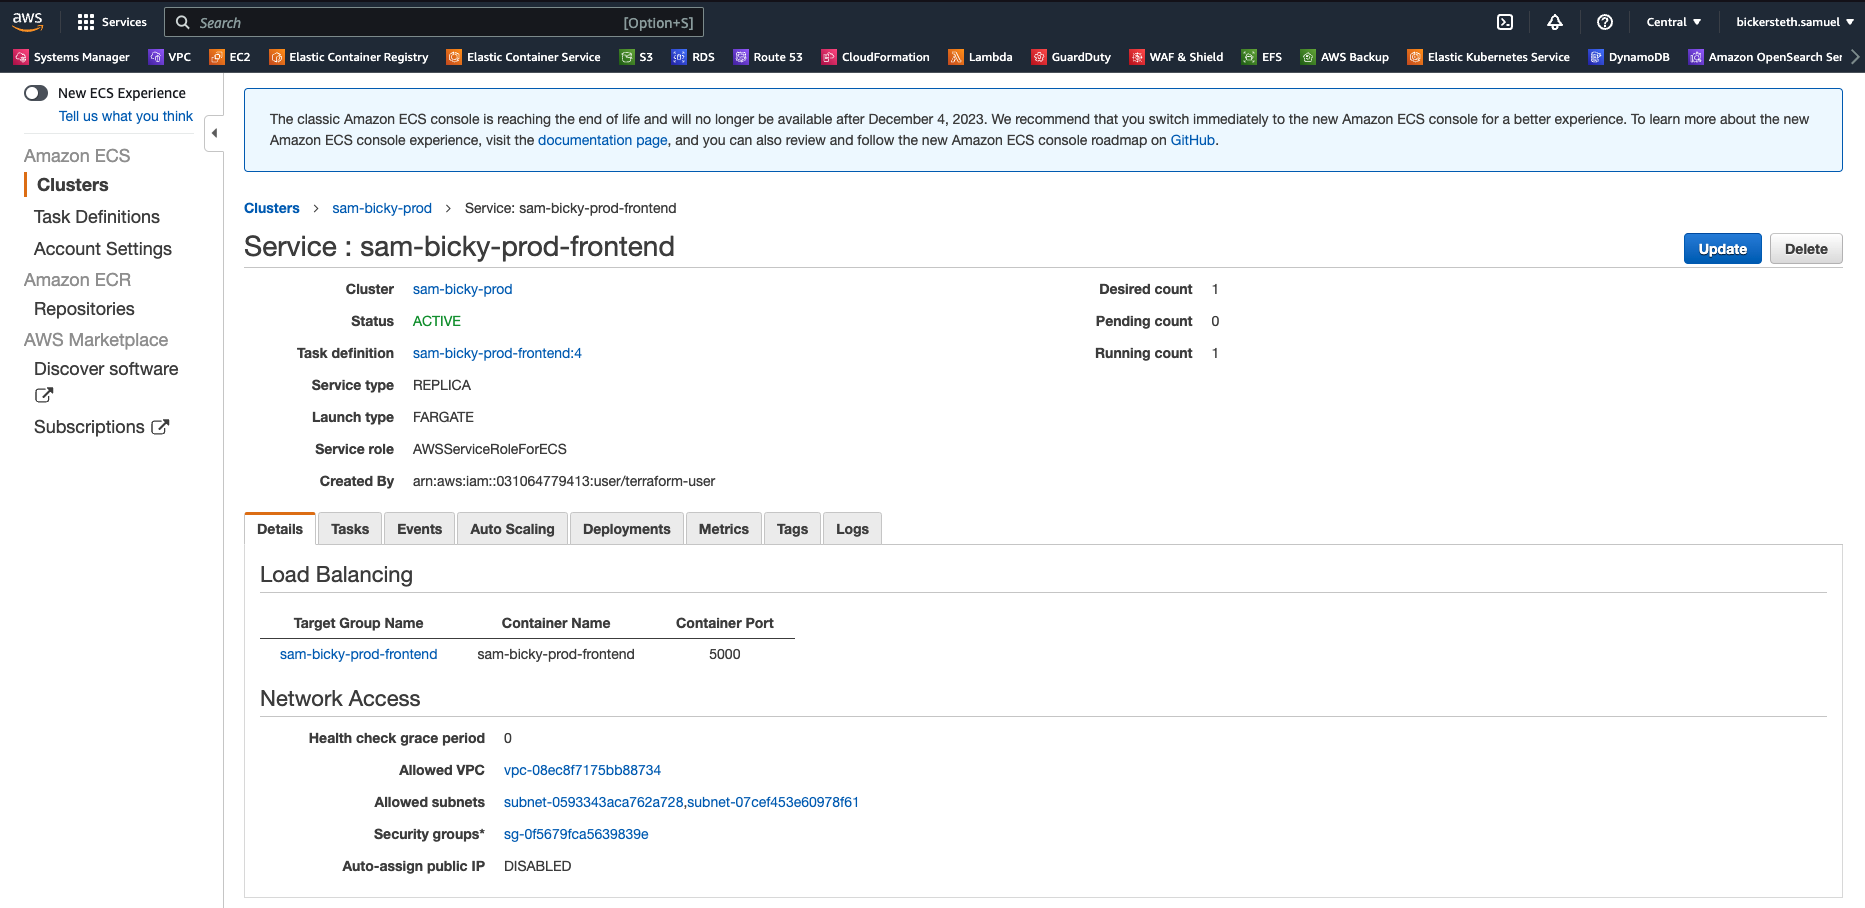 aws Services Search [Option+S] Central bickersteth.samuel
Systems Manager VPC EC2 Elastic Container Registry Elastic Container Service S3 RDS Route 53 CloudFormation Lambda GuardDuty WAF & Shield EFS AWS Backup Elastic Kubernetes Service DynamoDB Amazon OpenSearch Ser
New ECS Experience
Tell us what you think
Amazon ECS
Clusters
Task Definitions
Account Settings
Amazon ECR
Repositories
AWS Marketplace
Discover software
Subscriptions
The classic Amazon ECS console is reaching the end of life and will no longer be available after December 4, 2023. We recommend that you switch immediately to the new Amazon ECS console for a better experience. To learn more about the new
Amazon ECS console experience, visit the documentation page, and you can also review and follow the new Amazon ECS console roadmap on GitHub.
Clusters > sam-bicky-prod > Service: sam-bicky-prod-frontend
Service : sam-bicky-prod-frontend
Update Delete
Cluster sam-bicky-prod
Status ACTIVE
Task definition sam-bicky-prod-frontend:4
Service type REPLICA
Launch type FARGATE
Service role AWSServiceRoleForECS
Created By arn:aws:iam::031064779413:user/terraform-user
Desired count 1
Pending count 0
Running count 1
Details Tasks Events Auto Scaling Deployments Metrics Tags Logs
Load Balancing
Target Group Name Container Name Container Port
sam-bicky-prod-frontend sam-bicky-prod-frontend 5000
Network Access
Health check grace period 0
Allowed VPC vpc-08ec8f7175bb88734
Allowed subnets subnet-0593343aca762a728,subnet-07cef453e60978f61
Security groups* sg-0f5679fca5639839e
Auto-assign public IP DISABLED